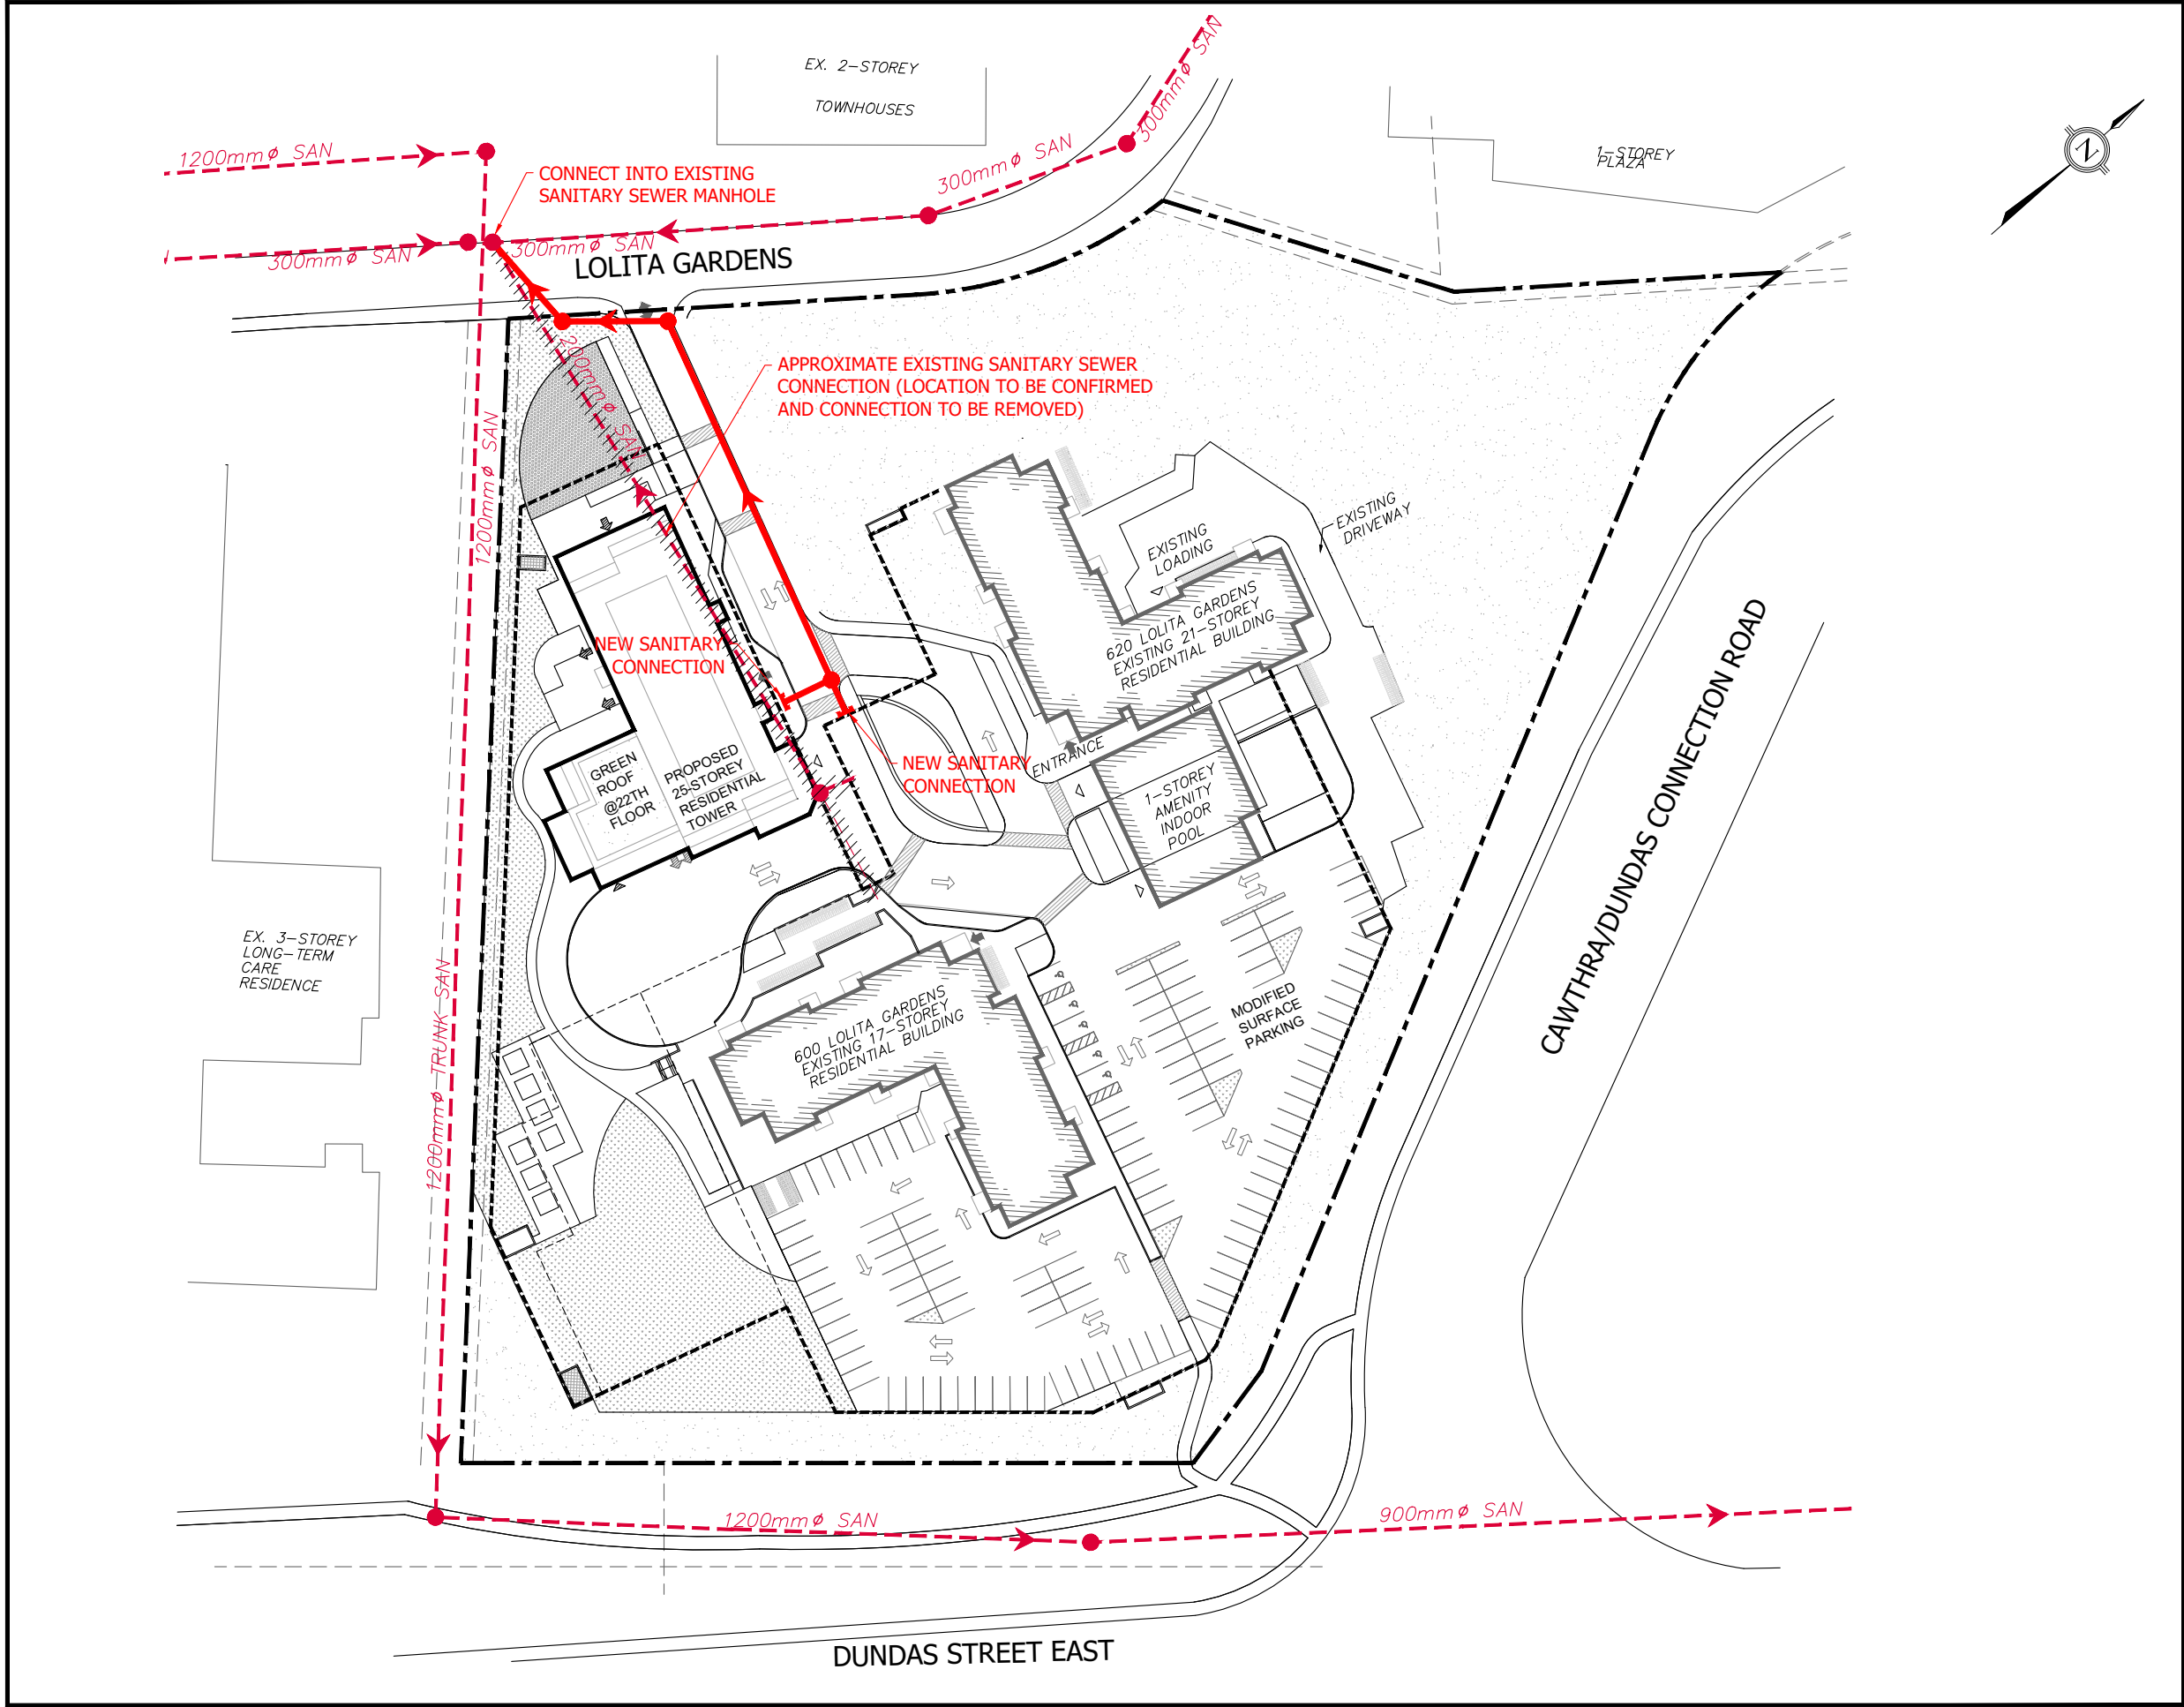 EX. 2-STOREY
TOWNHOUSES
300mmø SAN
300mmø SAN
1-STOREY
PLAZA
N
1200mmø SAN
CONNECT INTO EXISTING
SANITARY SEWER MANHOLE
300mmø SAN
300mmø SAN
LOLITA GARDENS
200mmø SAN
APPROXIMATE EXISTING SANITARY SEWER
CONNECTION (LOCATION TO BE CONFIRMED
AND CONNECTION TO BE REMOVED)
1200mmø SAN
EXISTING
DRIVEWAY
EXISTING
LOADING
620 LOLITA GARDENS
EXISTING 21-STOREY
RESIDENTIAL BUILDING
NEW SANITARY
CONNECTION
NEW SANITARY
CONNECTION
ENTRANCE
1-STOREY
AMENITY
INDOOR
POOL
GREEN
ROOF
@22TH
FLOOR
PROPOSED
25-STOREY
RESIDENTIAL
TOWER
CAWTHRA/DUNDAS CONNECTION ROAD
EX. 3-STOREY
LONG-TERM
CARE
RESIDENCE
1200mmø TRUNK SAN
600 LOLITA GARDENS
EXISTING 17-STOREY
RESIDENTIAL BUILDING
MODIFIED
SURFACE
PARKING
1200mmø SAN
900mmø SAN
DUNDAS STREET EAST